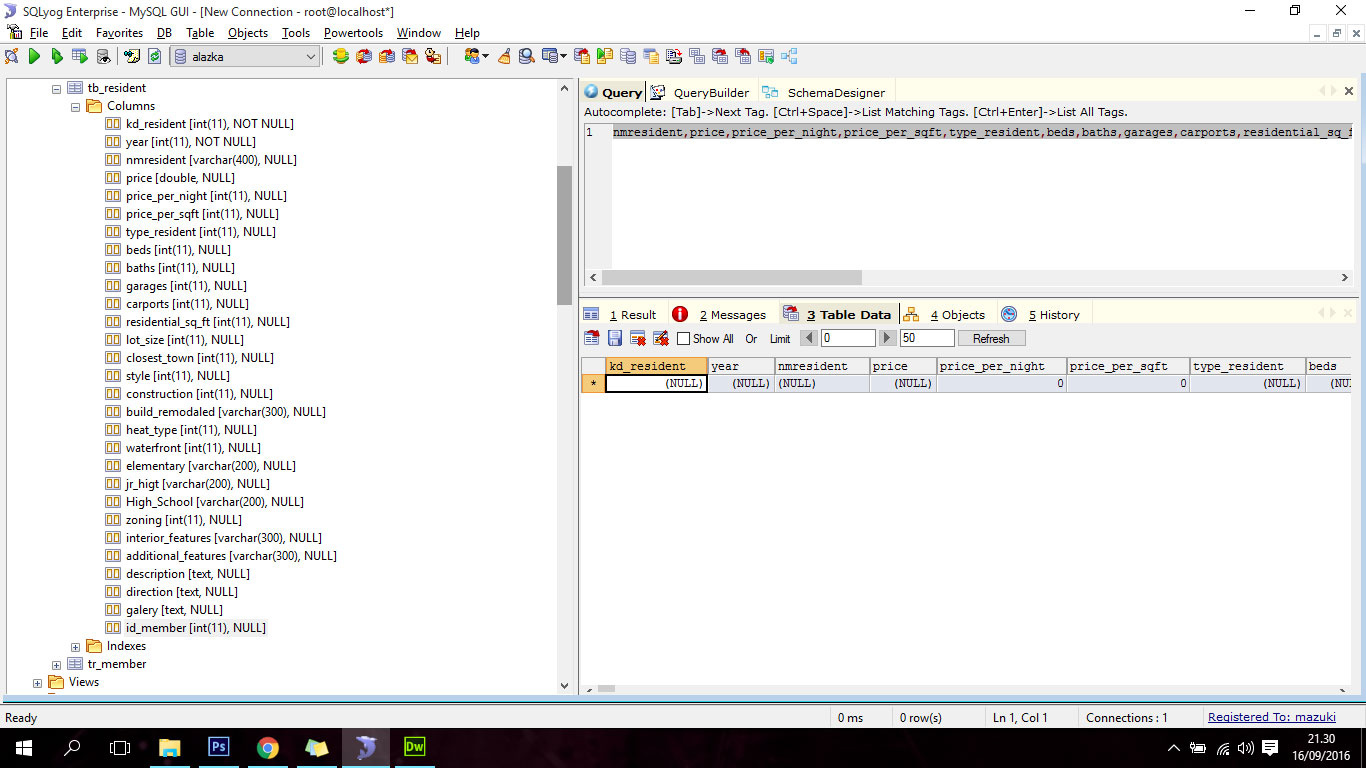 SQLyog Enterprise - MySQL GUI - [New Connection - root@localhost*]
File Edit Favorites DB Table Objects Tools Powertools Window Help
alazka
tb_resident
Columns
kd_resident [int(11), NOT NULL]
year [int(11), NOT NULL]
nmresident [varchar(400), NULL]
price [double, NULL]
price_per_night [int(11), NULL]
price_per_sqft [int(11), NULL]
type_resident [int(11), NULL]
beds [int(11), NULL]
baths [int(11), NULL]
garages [int(11), NULL]
carports [int(11), NULL]
residential_sq_ft [int(11), NULL]
lot_size [int(11), NULL]
closest_town [int(11), NULL]
style [int(11), NULL]
construction [int(11), NULL]
build_remodaled [varchar(300), NULL]
heat_type [int(11), NULL]
waterfront [int(11), NULL]
elementary [varchar(200), NULL]
jr_higt [varchar(200), NULL]
High_School [varchar(200), NULL]
zoning [int(11), NULL]
interior_features [varchar(300), NULL]
additional_features [varchar(300), NULL]
description [text, NULL]
direction [text, NULL]
galery [text, NULL]
id_member [int(11), NULL]
Indexes
tr_member
Views
Query QueryBuilder SchemaDesigner
Autocomplete: [Tab]->Next Tag. [Ctrl+Space]->List Matching Tags. [Ctrl+Enter]->List All Tags.
1 nmresident,price,price_per_night,price_per_sqft,type_resident,beds,baths,garages,carports,residential_sq_f
1 Result 2 Messages 3 Table Data 4 Objects 5 History
Show All Or Limit 0 50 Refresh
kd_resident year nmresident price price_per_night price_per_sqft type_resident beds
* (NULL) (NULL) (NULL) (NULL) 0 0 (NULL) (NU
Ready 0 ms 0 row(s) Ln 1, Col 1 Connections : 1 Registered To: mazuki
Ps Dw
21.30
16/09/2016